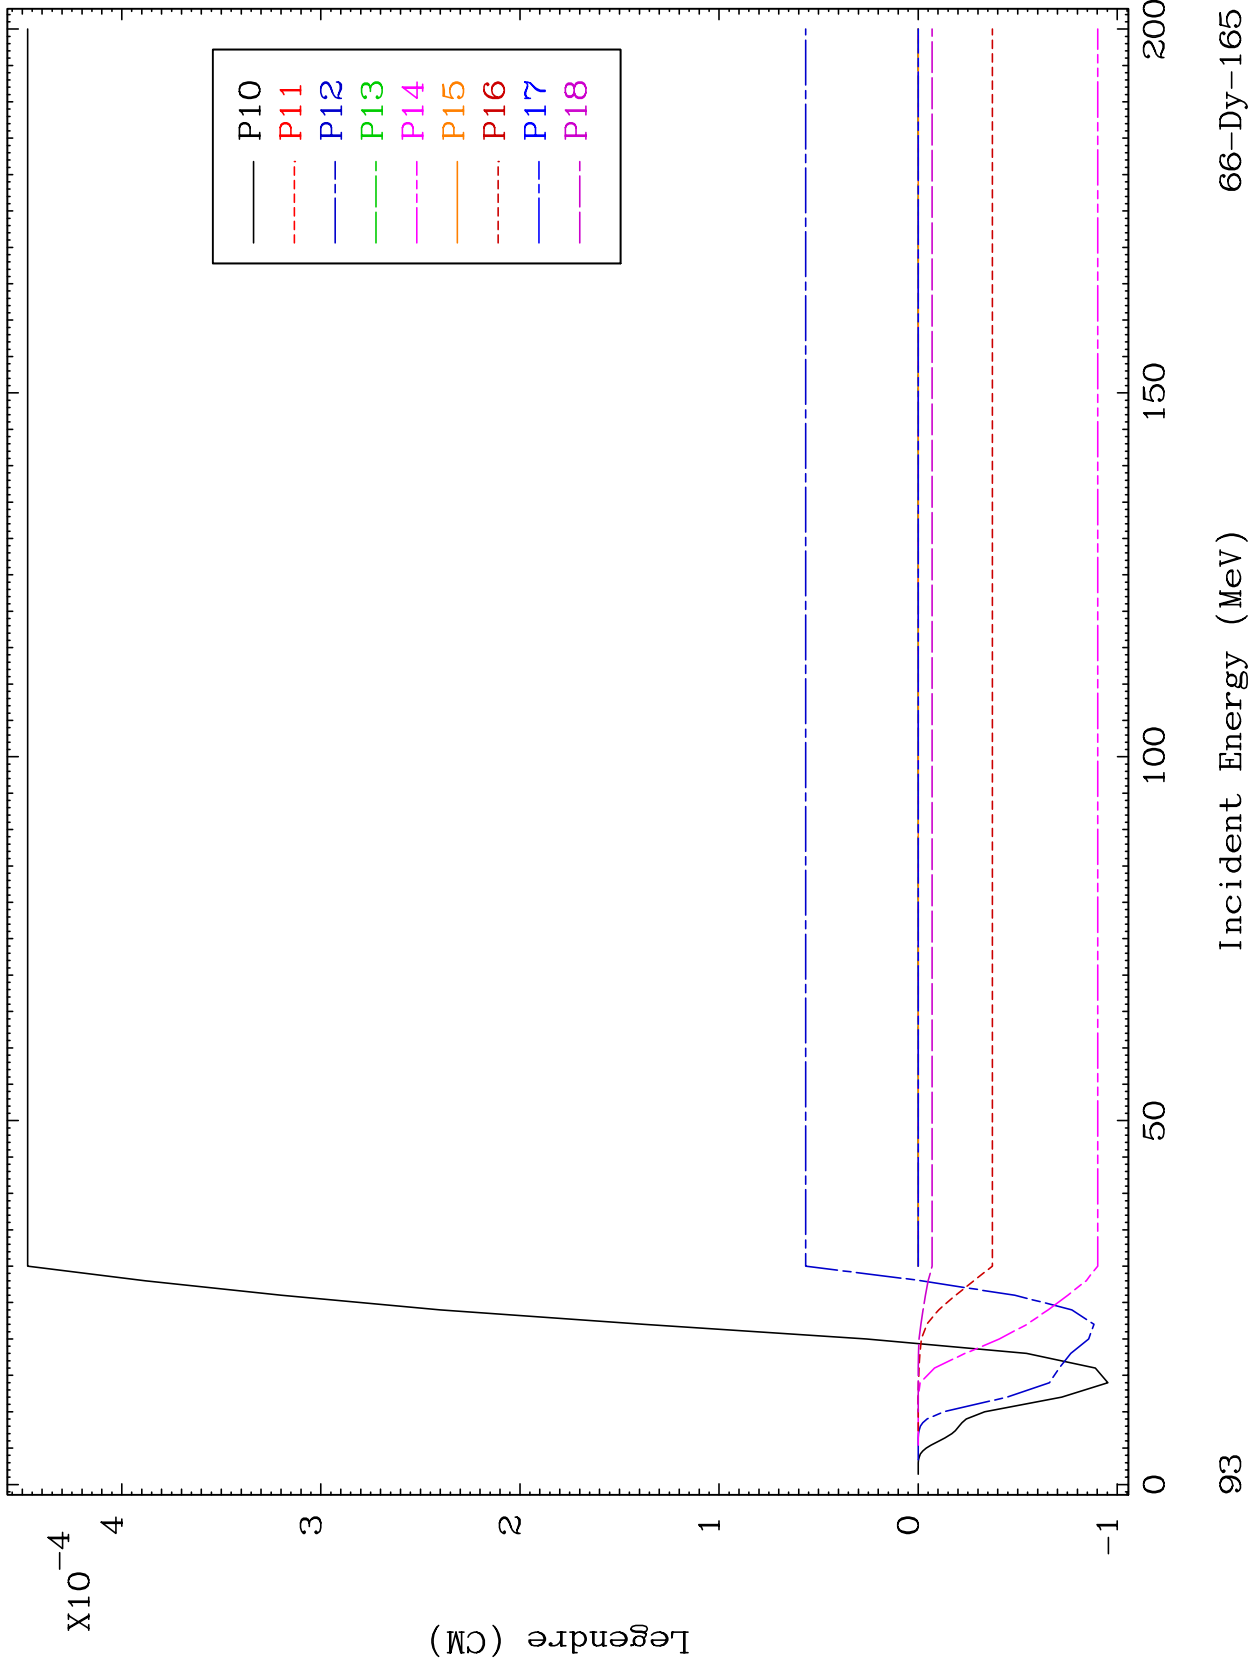 X10⁻⁴
4
3
2
1
0
-1
Legendre (CM)
P10
P11
P12
P13
P14
P15
P16
P17
P18
0
50
100
150
200
Incident Energy (MeV)
93
66-Dy-165